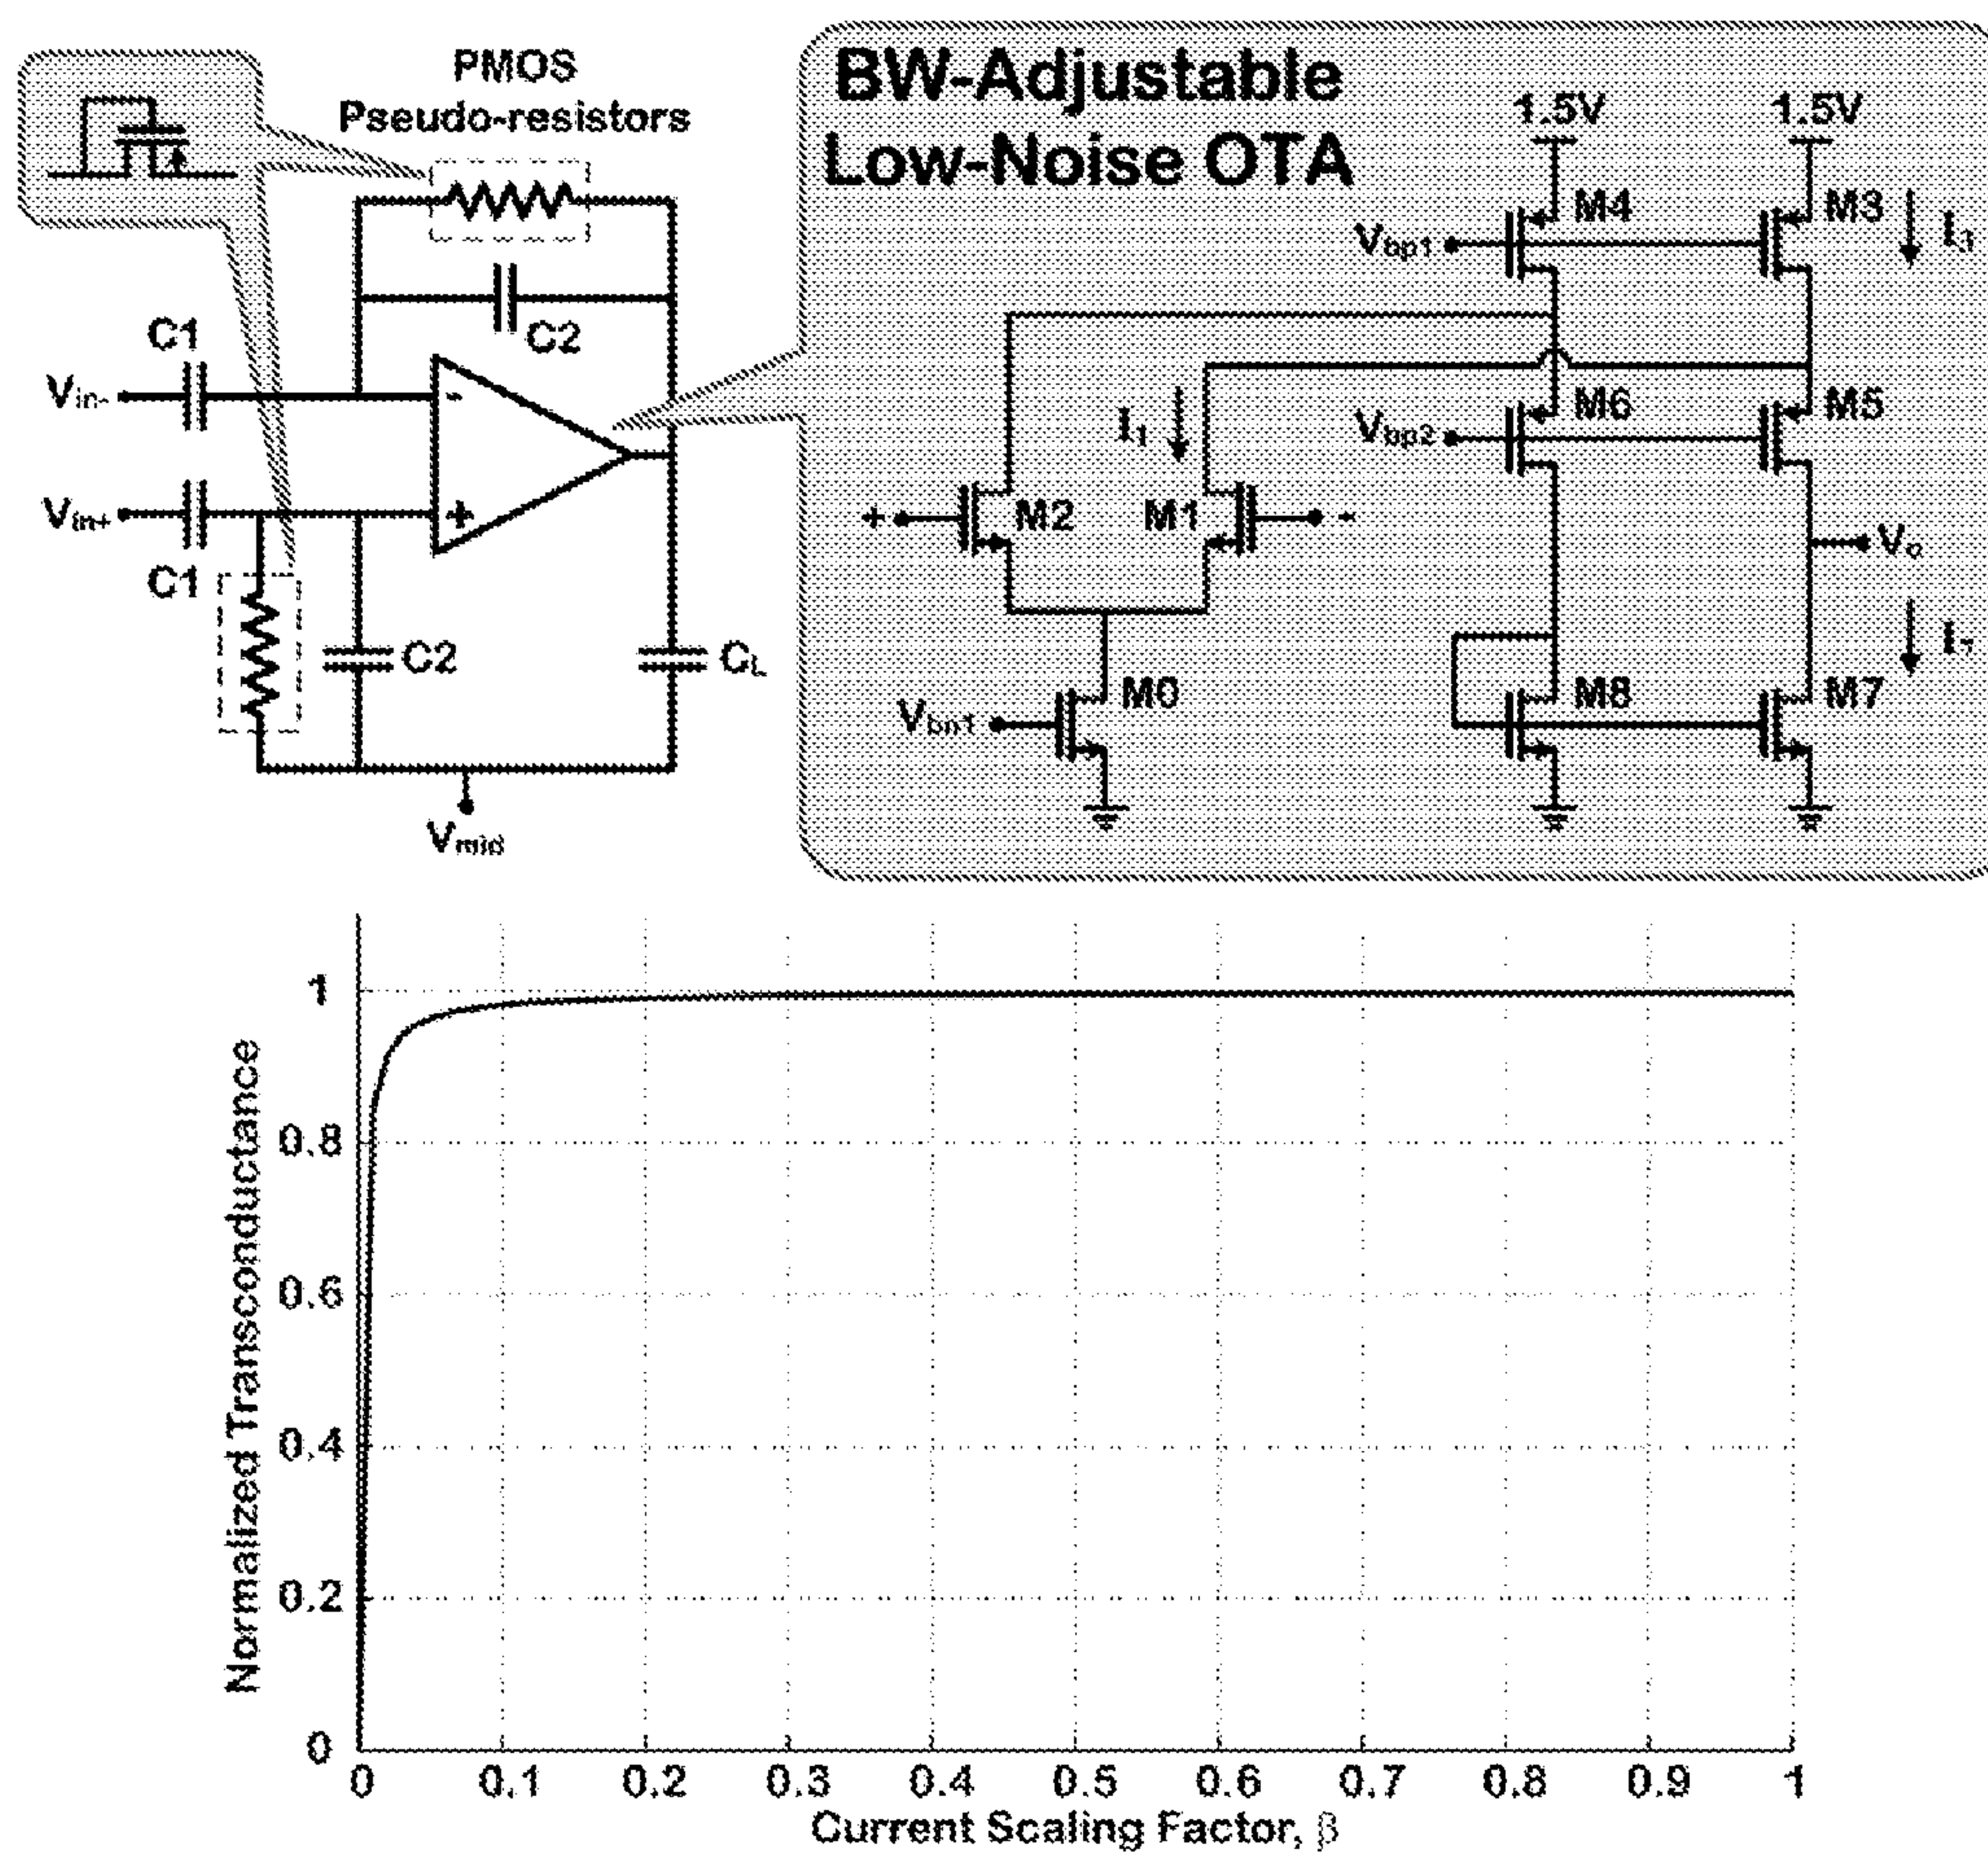 PMOS
Pseudo-resistors
BW-Adjustable
Low-Noise OTA
1.5V
1.5V
M4
M3
I3
Vbp1
C2
C1
Vin-
-
I1
Vbp2
M6
M5
Vin+
+
C1
+
M2
M1
-
Vo
C2
CL
Vbn1
M0
M8
M7
I7
Vmid
Normalized Transconductance
1
0.8
0.6
0.4
0.2
0
0 0.1 0.2 0.3 0.4 0.5 0.6 0.7 0.8 0.9 1
Current Scaling Factor, β